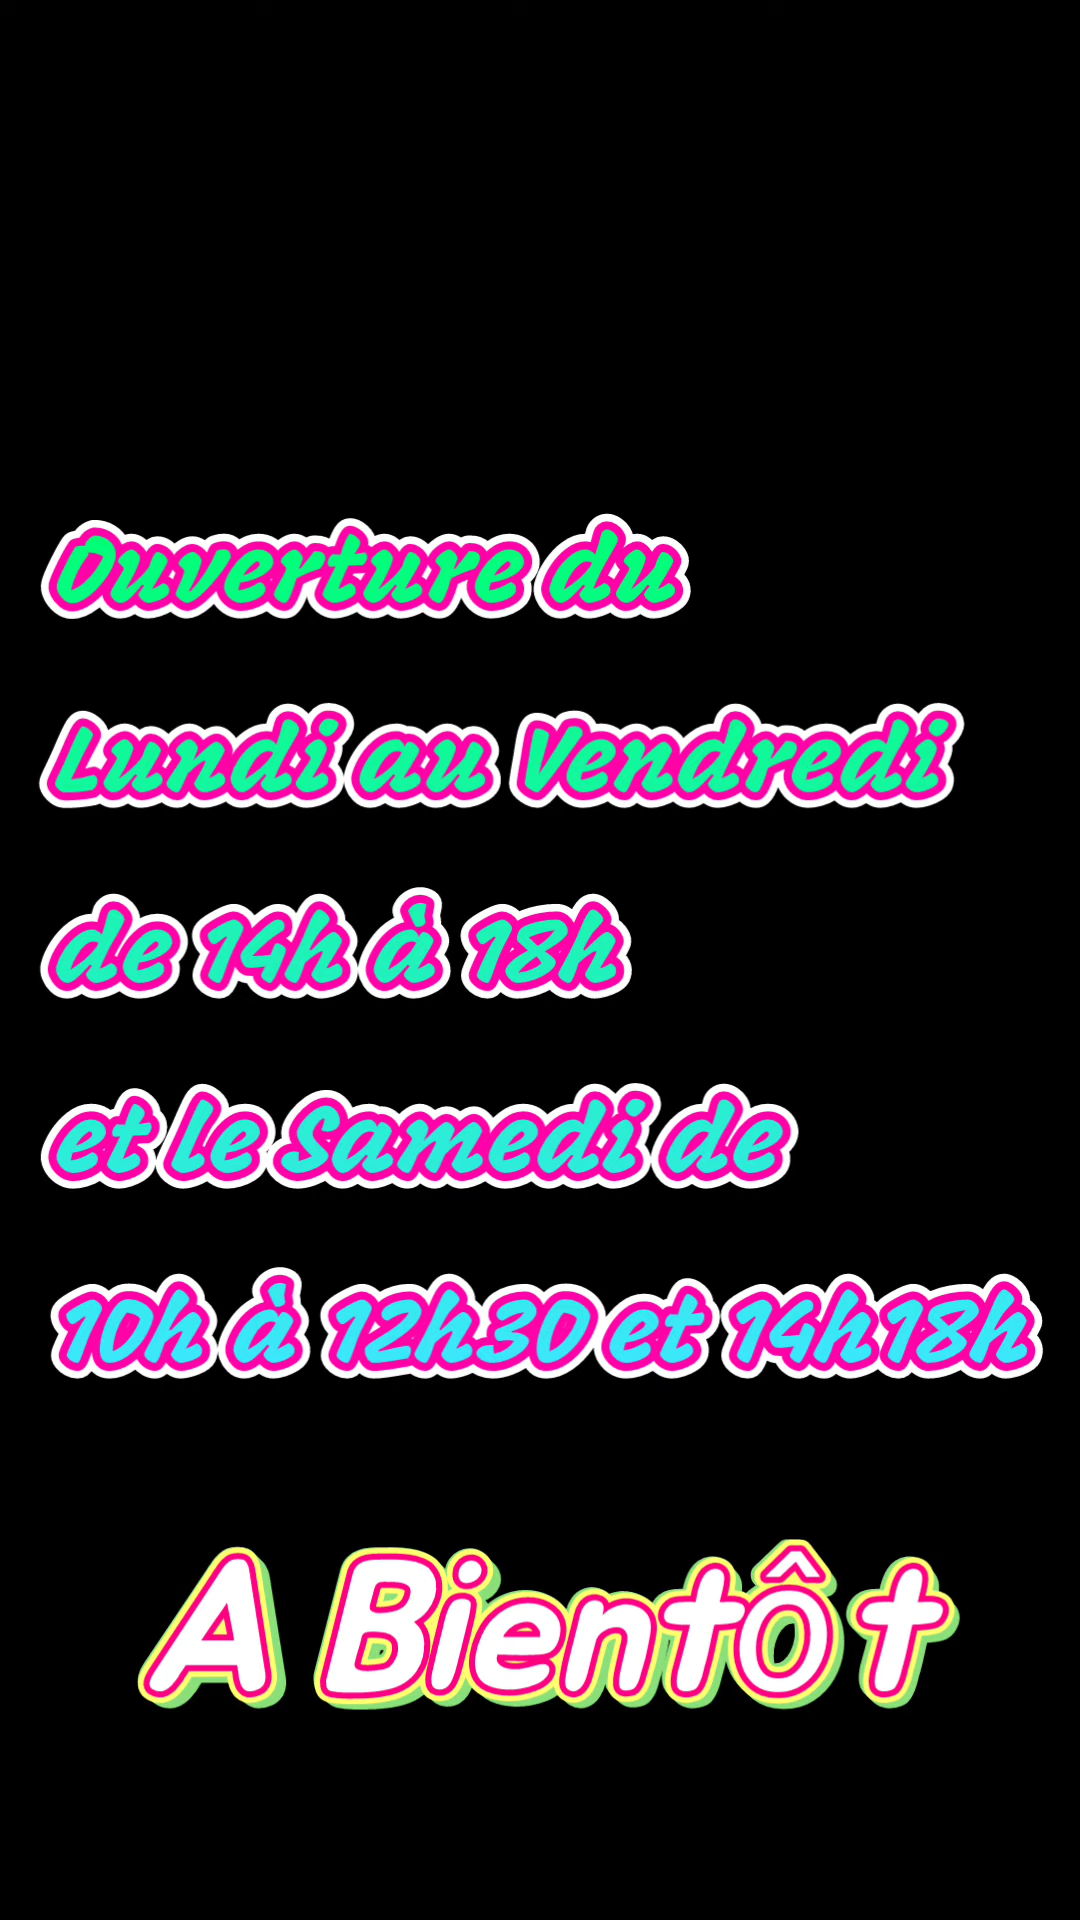 Ouverture du
Lundi au Vendredi
de 14h à 18h
et le Samedi de
10h à 12h30 et 14h18h
A Bientôt